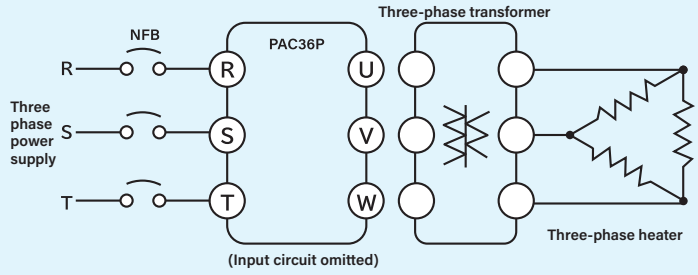 Three-phase transformer
NFB
PAC36P
R
R
U
Three
phase
power
supply
S
S
V
T
T
W
Three-phase heater
(Input circuit omitted)